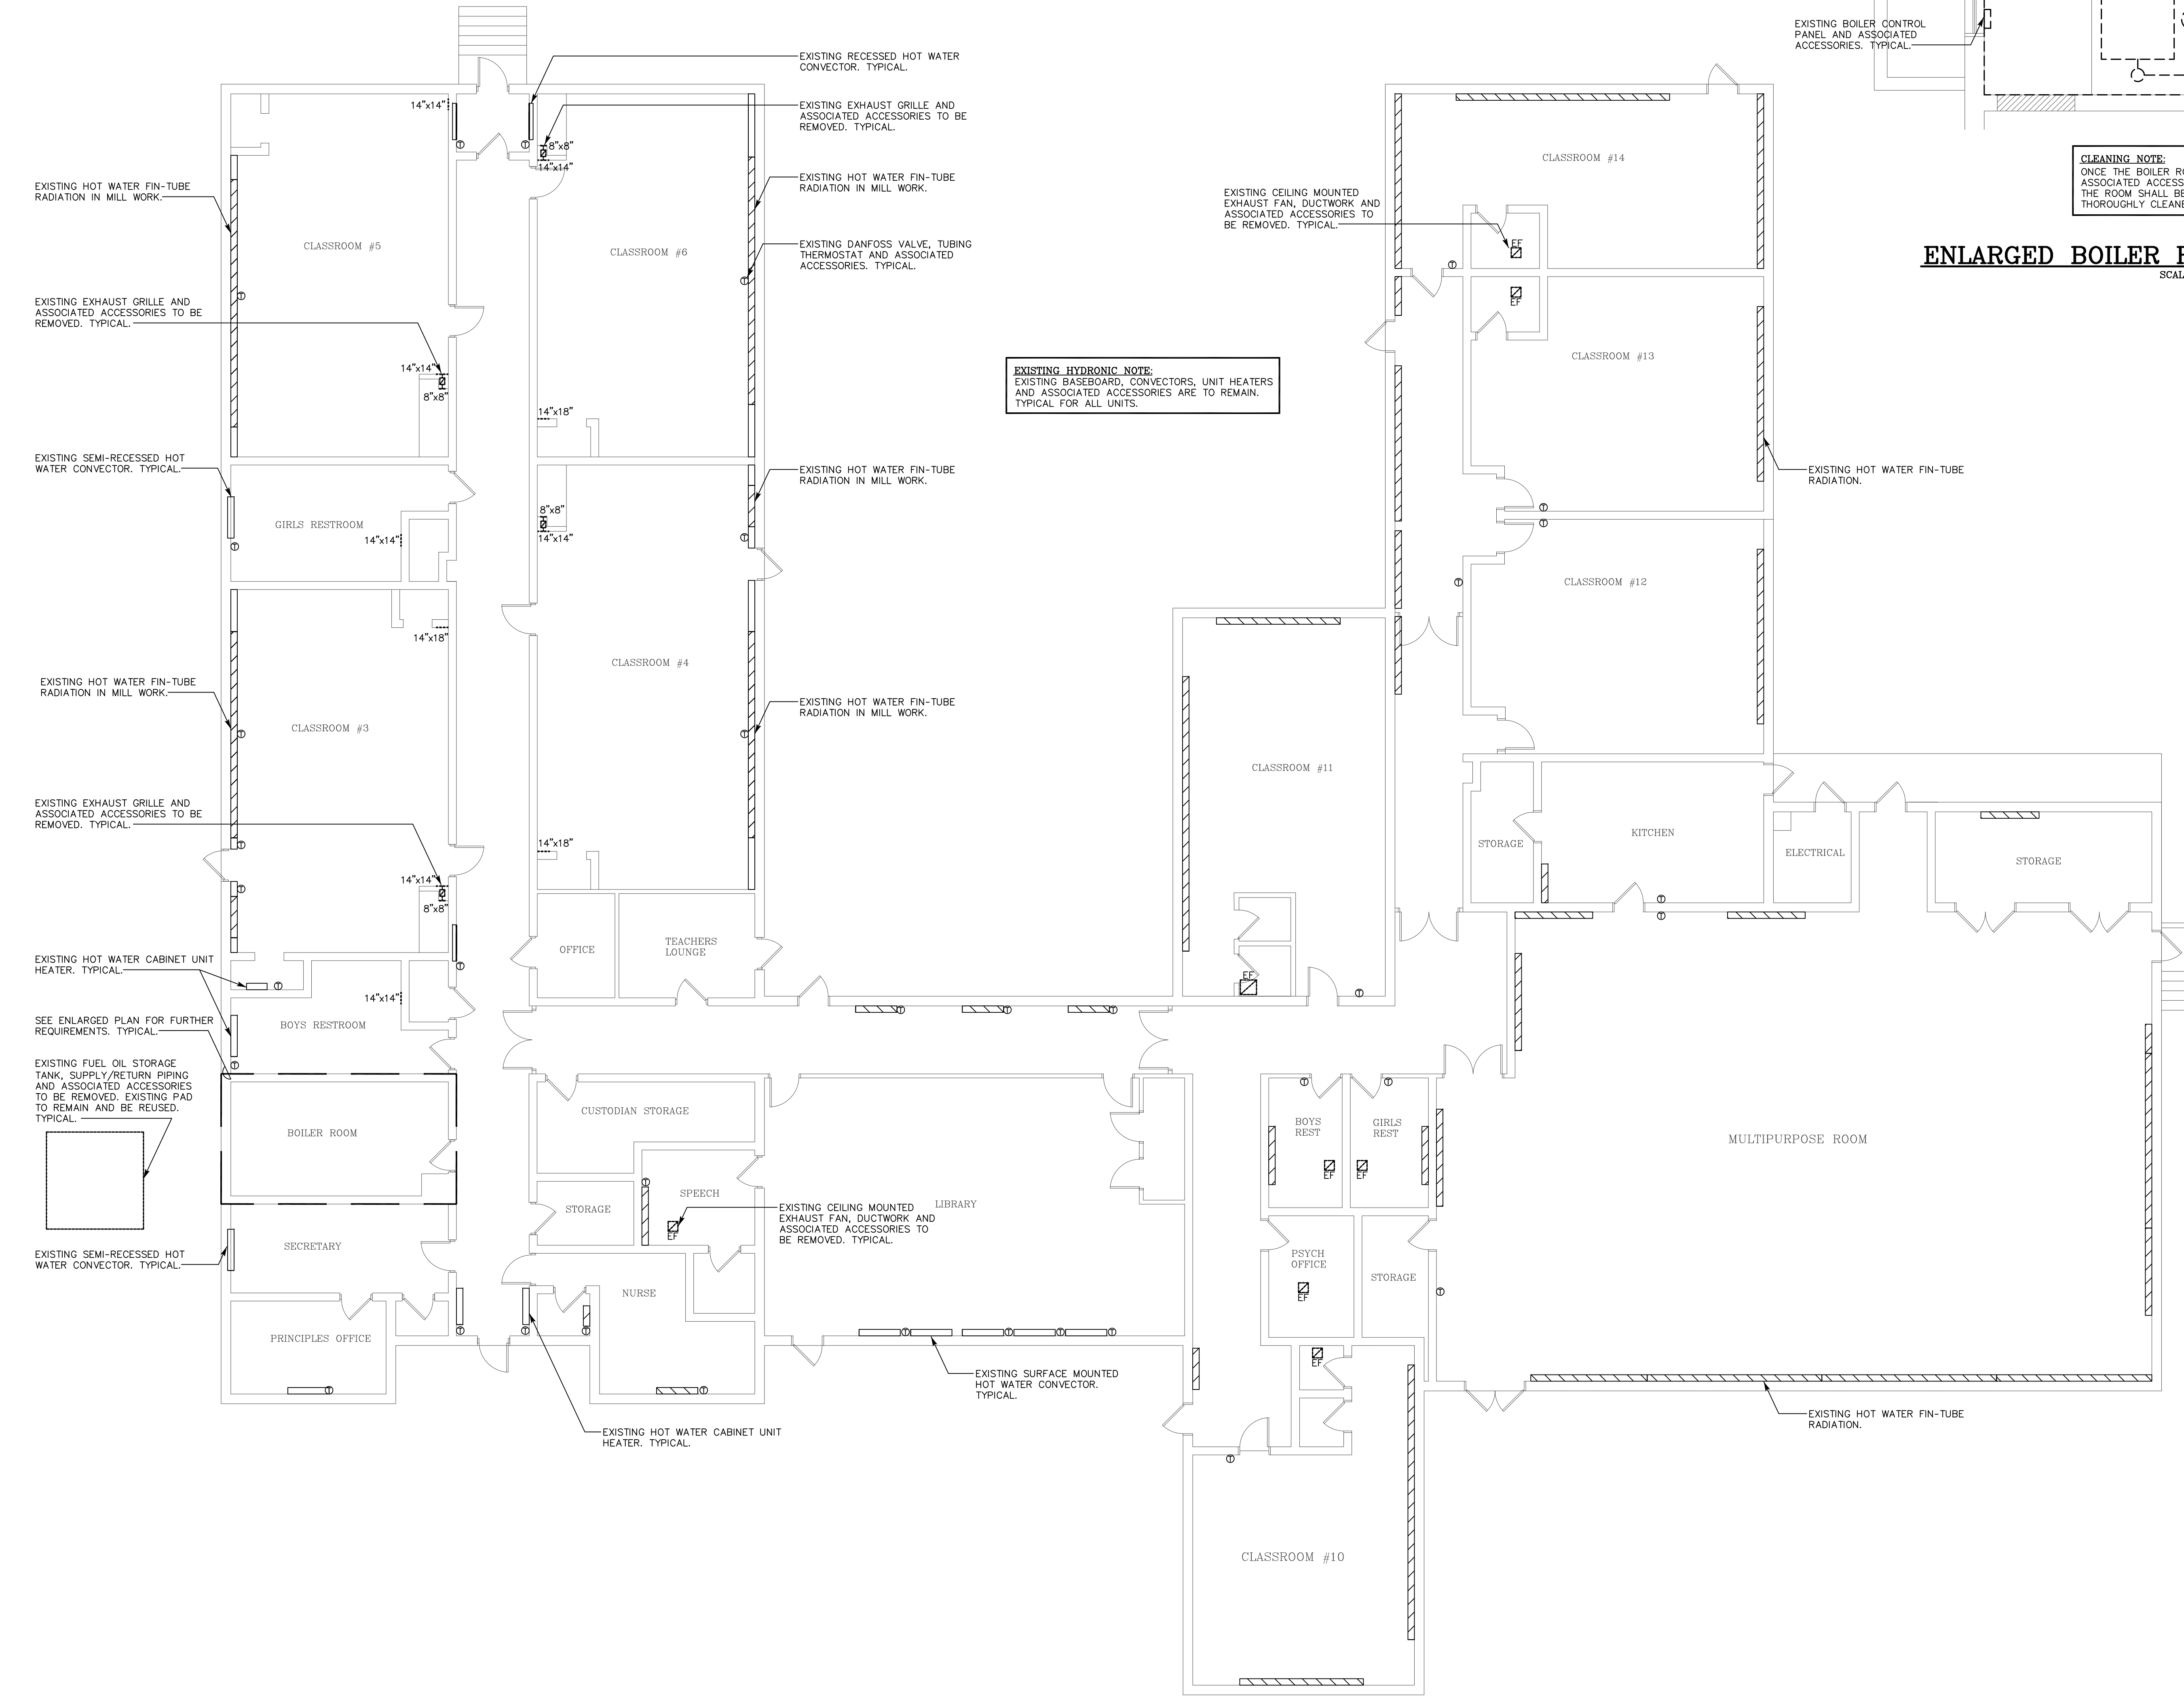 EXISTING BOILER CONTROL
PANEL AND ASSOCIATED
ACCESSORIES. TYPICAL.
EXISTING RECESSED HOT WATER
CONVECTOR. TYPICAL.
14"x14"
EXISTING EXHAUST GRILLE AND
ASSOCIATED ACCESSORIES TO BE
REMOVED. TYPICAL.
8"x8"
14"x14"
CLEANING NOTE:
ONCE THE BOILER RO
ASSOCIATED ACCESS
THE ROOM SHALL BE
THOROUGHLY CLEANE
CLASSROOM #14
EXISTING HOT WATER FIN-TUBE
RADIATION IN MILL WORK.
EXISTING HOT WATER FIN-TUBE
RADIATION IN MILL WORK.
EXISTING CEILING MOUNTED
EXHAUST FAN, DUCTWORK AND
ASSOCIATED ACCESSORIES TO
BE REMOVED. TYPICAL.
CLASSROOM #5
CLASSROOM #6
EXISTING DANFOSS VALVE, TUBING
THERMOSTAT AND ASSOCIATED
ACCESSORIES. TYPICAL.
EF
ENLARGED BOILER
SCAL
T
EF
EXISTING EXHAUST GRILLE AND
ASSOCIATED ACCESSORIES TO BE
REMOVED. TYPICAL.
14"x14"
8"x8"
EXISTING HYDRONIC NOTE:
EXISTING BASEBOARD, CONVECTORS, UNIT HEATERS
AND ASSOCIATED ACCESSORIES ARE TO REMAIN.
TYPICAL FOR ALL UNITS.
CLASSROOM #13
14"x18"
EXISTING SEMI-RECESSED HOT
WATER CONVECTOR. TYPICAL.
EXISTING HOT WATER FIN-TUBE
RADIATION IN MILL WORK.
EXISTING HOT WATER FIN-TUBE
RADIATION.
GIRLS RESTROOM
14"x14"
8"x8"
14"x14"
T
T
CLASSROOM #12
14"x18"
CLASSROOM #4
EXISTING HOT WATER FIN-TUBE
RADIATION IN MILL WORK.
CLASSROOM #3
EXISTING HOT WATER FIN-TUBE
RADIATION IN MILL WORK.
CLASSROOM #11
EXISTING EXHAUST GRILLE AND
ASSOCIATED ACCESSORIES TO BE
REMOVED. TYPICAL.
14"x14"
8"x8"
14"x18"
STORAGE
KITCHEN
ELECTRICAL
STORAGE
OFFICE
TEACHERS
LOUNGE
EXISTING HOT WATER CABINET UNIT
HEATER. TYPICAL.
EF
14"x14"
BOYS RESTROOM
SEE ENLARGED PLAN FOR FURTHER
REQUIREMENTS. TYPICAL.
EXISTING FUEL OIL STORAGE
TANK, SUPPLY/RETURN PIPING
AND ASSOCIATED ACCESSORIES
TO BE REMOVED. EXISTING PAD
TO REMAIN AND BE REUSED.
TYPICAL.
BOILER ROOM
CUSTODIAN STORAGE
BOYS
REST
GIRLS
REST
MULTIPURPOSE ROOM
EF
EF
SPEECH
STORAGE
LIBRARY
EF
EXISTING CEILING MOUNTED
EXHAUST FAN, DUCTWORK AND
ASSOCIATED ACCESSORIES TO
BE REMOVED. TYPICAL.
SECRETARY
EXISTING SEMI-RECESSED HOT
WATER CONVECTOR. TYPICAL.
PSYCH
OFFICE
STORAGE
EF
NURSE
PRINCIPLES OFFICE
EF
EXISTING SURFACE MOUNTED
HOT WATER CONVECTOR.
TYPICAL.
EXISTING HOT WATER CABINET UNIT
HEATER. TYPICAL.
EXISTING HOT WATER FIN-TUBE
RADIATION.
CLASSROOM #10